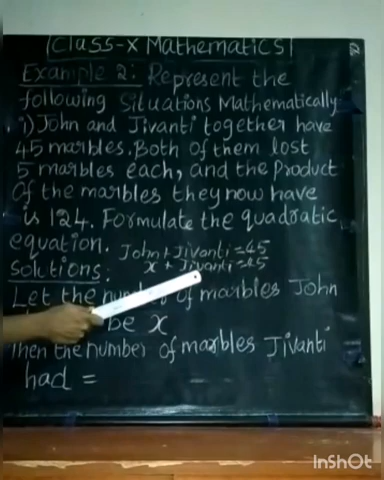 Class-X Mathematics
Example 2: Represent the
following Situations Mathematically
i) John and Jivanti together have
45 marbles. Both of them lost
5 marbles each, and the Product
Of the marbles they now have
is 124. Formulate the quadratic
equation. John + Jivanti = 45
Solutions: x + Jivanti = 45
Let the number of marbles John
be x
Then the number of marbles Jivanti
had =
InShOt